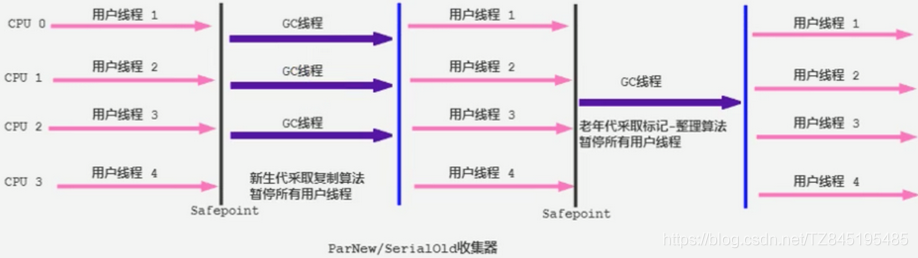 CPU 0
用户线程 1
GC线程
用户线程 1
用户线程 1
CPU 1
用户线程 2
GC线程
用户线程 2
GC线程
用户线程 2
CPU 2
用户线程 3
GC线程
用户线程 3
老年代采取标记-整理算法
暂停所有用户线程
用户线程 3
CPU 3
用户线程 4
新生代采取复制算法
暂停所有用户线程
用户线程 4
用户线程 4
Safepoint
Safepoint
ParNew/SerialOld收集器
https://blog.csdn.net/TZ845195485